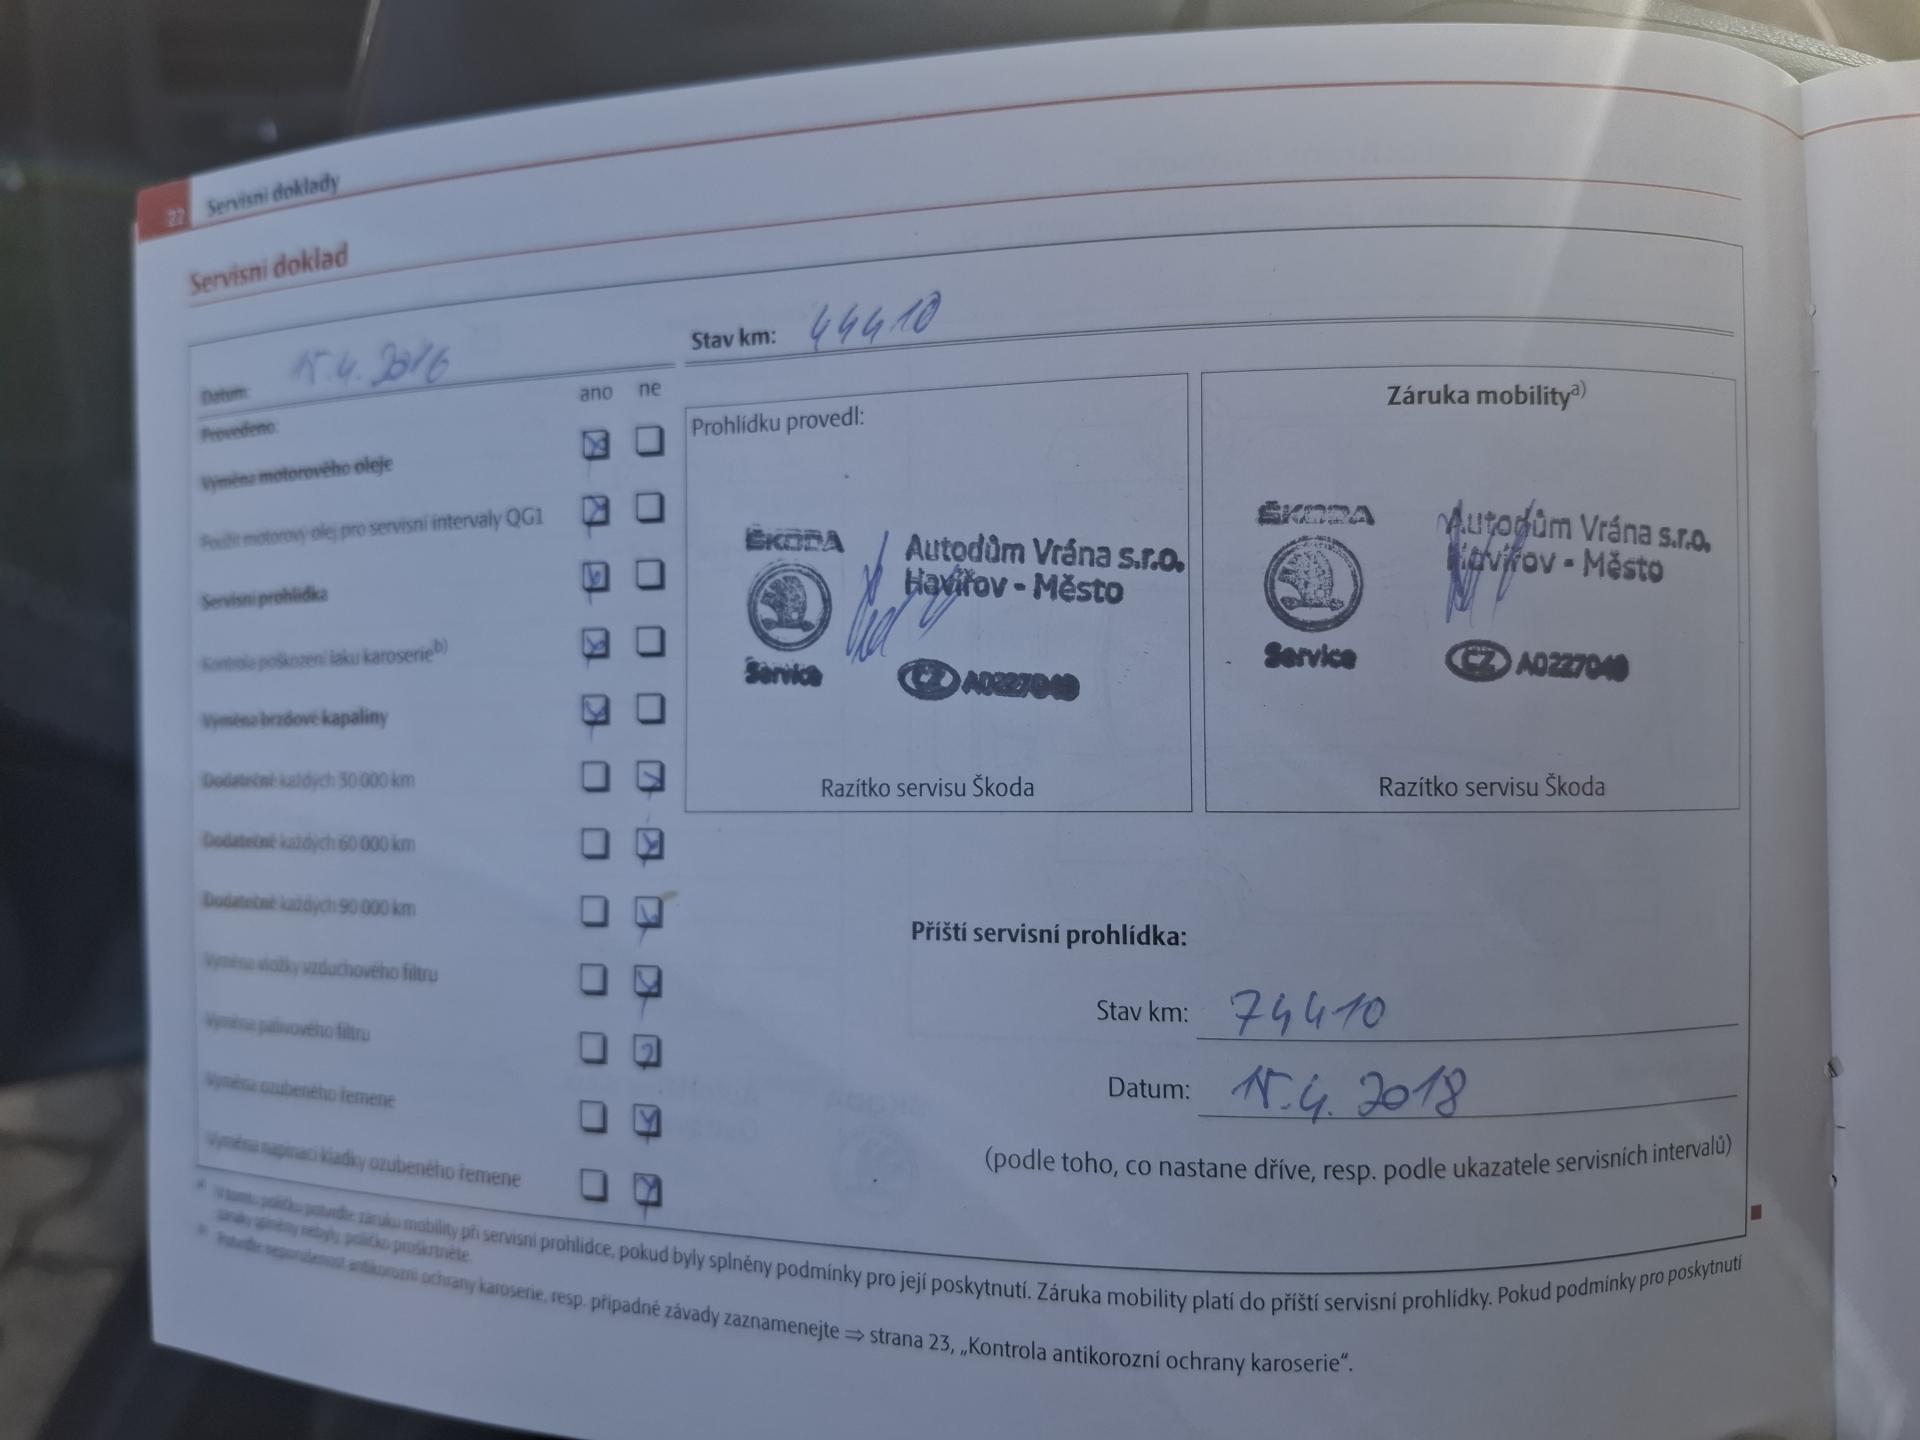 22 Servisní doklady
Servisní doklad
Datum: 15.4.2016
Stav km: 44410
Provedeno: ano ne
Výměna motorového oleje
Použit motorový olej pro servisní intervaly QG1
Servisní prohlídka
Kontrola poškození laku karoserie b)
Výměna brzdové kapaliny
Dodatečně každých 30 000 km
Dodatečně každých 60 000 km
Dodatečně každých 90 000 km
Výměna vložky vzduchového filtru
Výměna palivového filtru
Výměna ozubeného řemene
Výměna napínací kladky ozubeného řemene
Prohlídku provedl:
ŠKODA
Autodům Vrána s.r.o.
Havířov - Město
Service
CZ A0227049
Razítko servisu Škoda
Záruka mobility a)
ŠKODA
Autodům Vrána s.r.o.
Havířov - Město
Service
CZ A0227049
Razítko servisu Škoda
Příští servisní prohlídka:
Stav km: 74410
Datum: 15.4.2018
(podle toho, co nastane dříve, resp. podle ukazatele servisních intervalů)
a) V tomto políčku potvrďte záruku mobility při servisní prohlídce, pokud byly splněny podmínky pro její poskytnutí. Záruka mobility platí do příští servisní prohlídky. Pokud podmínky pro poskytnutí
záruky splněny nebyly, políčko proškrtněte.
b) Potvrďte neporušenost antikorozní ochrany karoserie, resp. případné závady zaznamenejte ⇒ strana 23, „Kontrola antikorozní ochrany karoserie“.